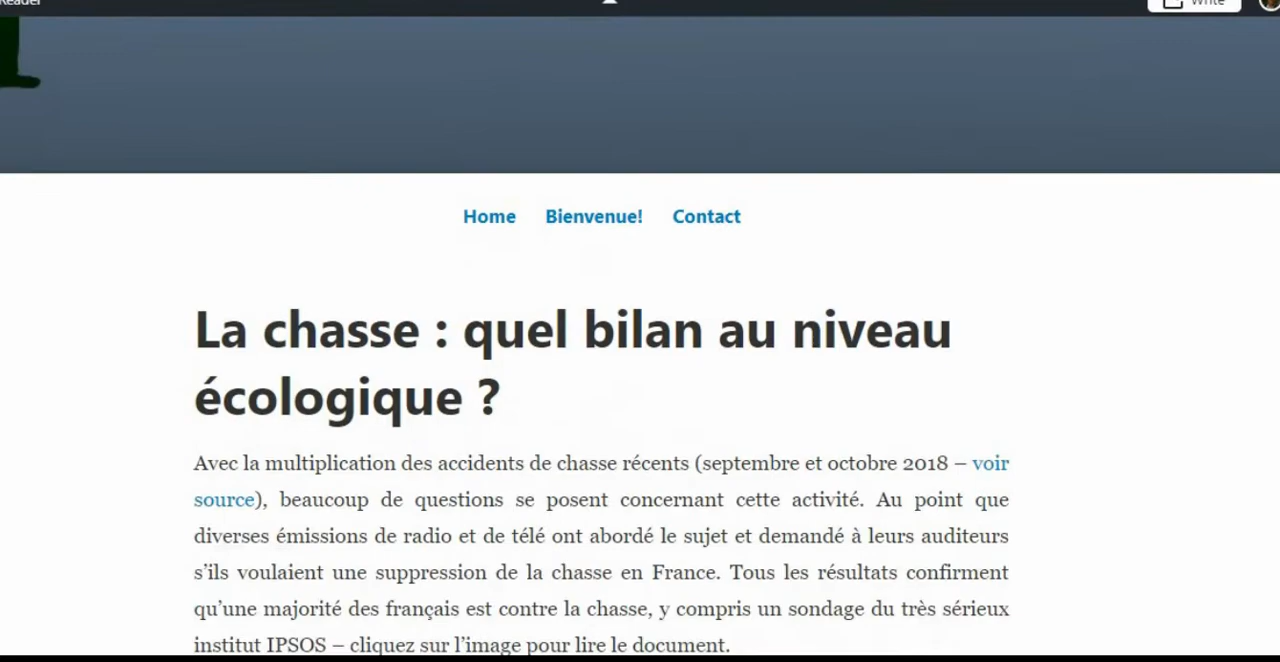 Reader
Write
Home Bienvenue! Contact
La chasse : quel bilan au niveau
écologique ?
Avec la multiplication des accidents de chasse récents (septembre et octobre 2018 – voir
source), beaucoup de questions se posent concernant cette activité. Au point que
diverses émissions de radio et de télé ont abordé le sujet et demandé à leurs auditeurs
s’ils voulaient une suppression de la chasse en France. Tous les résultats confirment
qu’une majorité des français est contre la chasse, y compris un sondage du très sérieux
institut IPSOS – cliquez sur l’image pour lire le document.